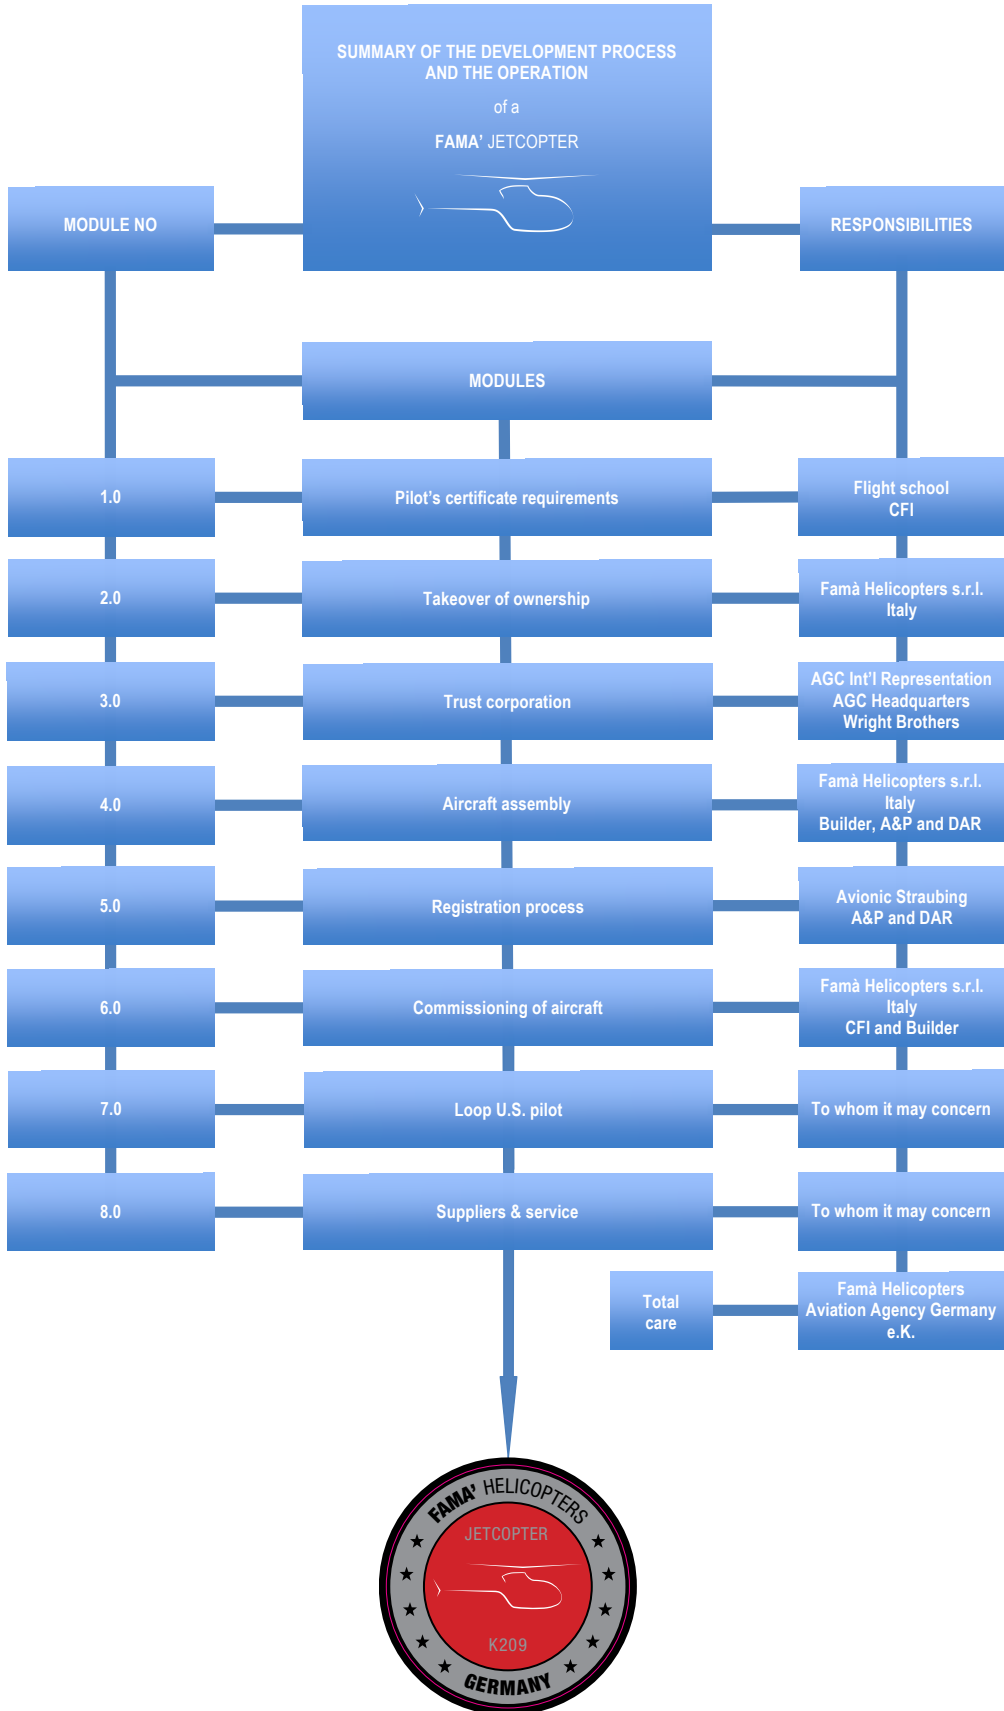 SUMMARY OF THE DEVELOPMENT PROCESS
AND THE OPERATION
of a
FAMA' JETCOPTER
MODULE NO
RESPONSIBILITIES
MODULES
1.0
Pilot's certificate requirements
Flight school
CFI
2.0
Takeover of ownership
Famà Helicopters s.r.l.
Italy
3.0
Trust corporation
AGC Int'l Representation
AGC Headquarters
Wright Brothers
4.0
Aircraft assembly
Famà Helicopters s.r.l.
Italy
Builder, A&P and DAR
5.0
Registration process
Avionic Straubing
A&P and DAR
6.0
Commissioning of aircraft
Famà Helicopters s.r.l.
Italy
CFI and Builder
7.0
Loop U.S. pilot
To whom it may concern
8.0
Suppliers & service
To whom it may concern
Total
care
Famà Helicopters
Aviation Agency Germany
e.K.
FAMA' HELICOPTERS
JETCOPTER
K209
GERMANY